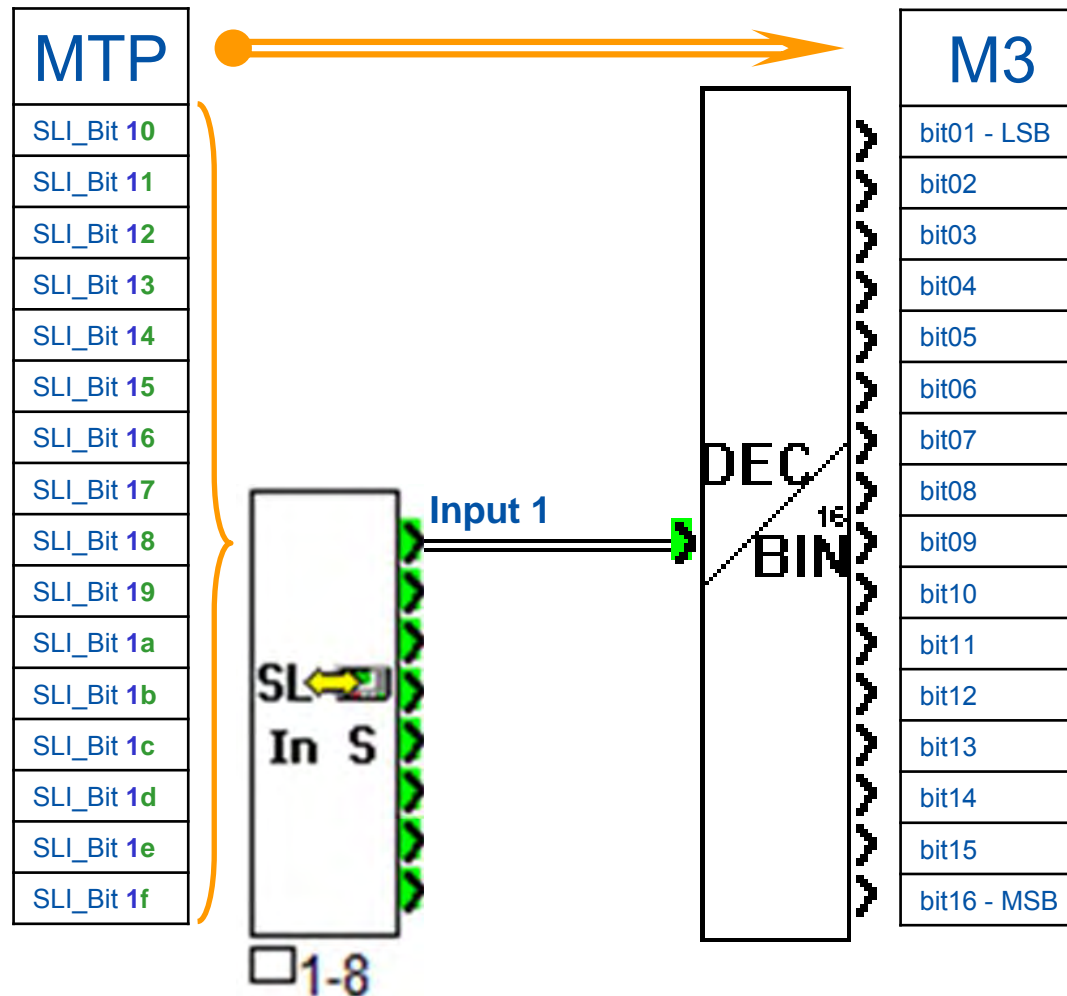 MTP
SLI_Bit 10
SLI_Bit 11
SLI_Bit 12
SLI_Bit 13
SLI_Bit 14
SLI_Bit 15
SLI_Bit 16
SLI_Bit 17
SLI_Bit 18
SLI_Bit 19
SLI_Bit 1a
SLI_Bit 1b
SLI_Bit 1c
SLI_Bit 1d
SLI_Bit 1e
SLI_Bit 1f
Input 1
SL
In S
1-8
DEC
16
BIN
M3
bit01 - LSB
bit02
bit03
bit04
bit05
bit06
bit07
bit08
bit09
bit10
bit11
bit12
bit13
bit14
bit15
bit16 - MSB